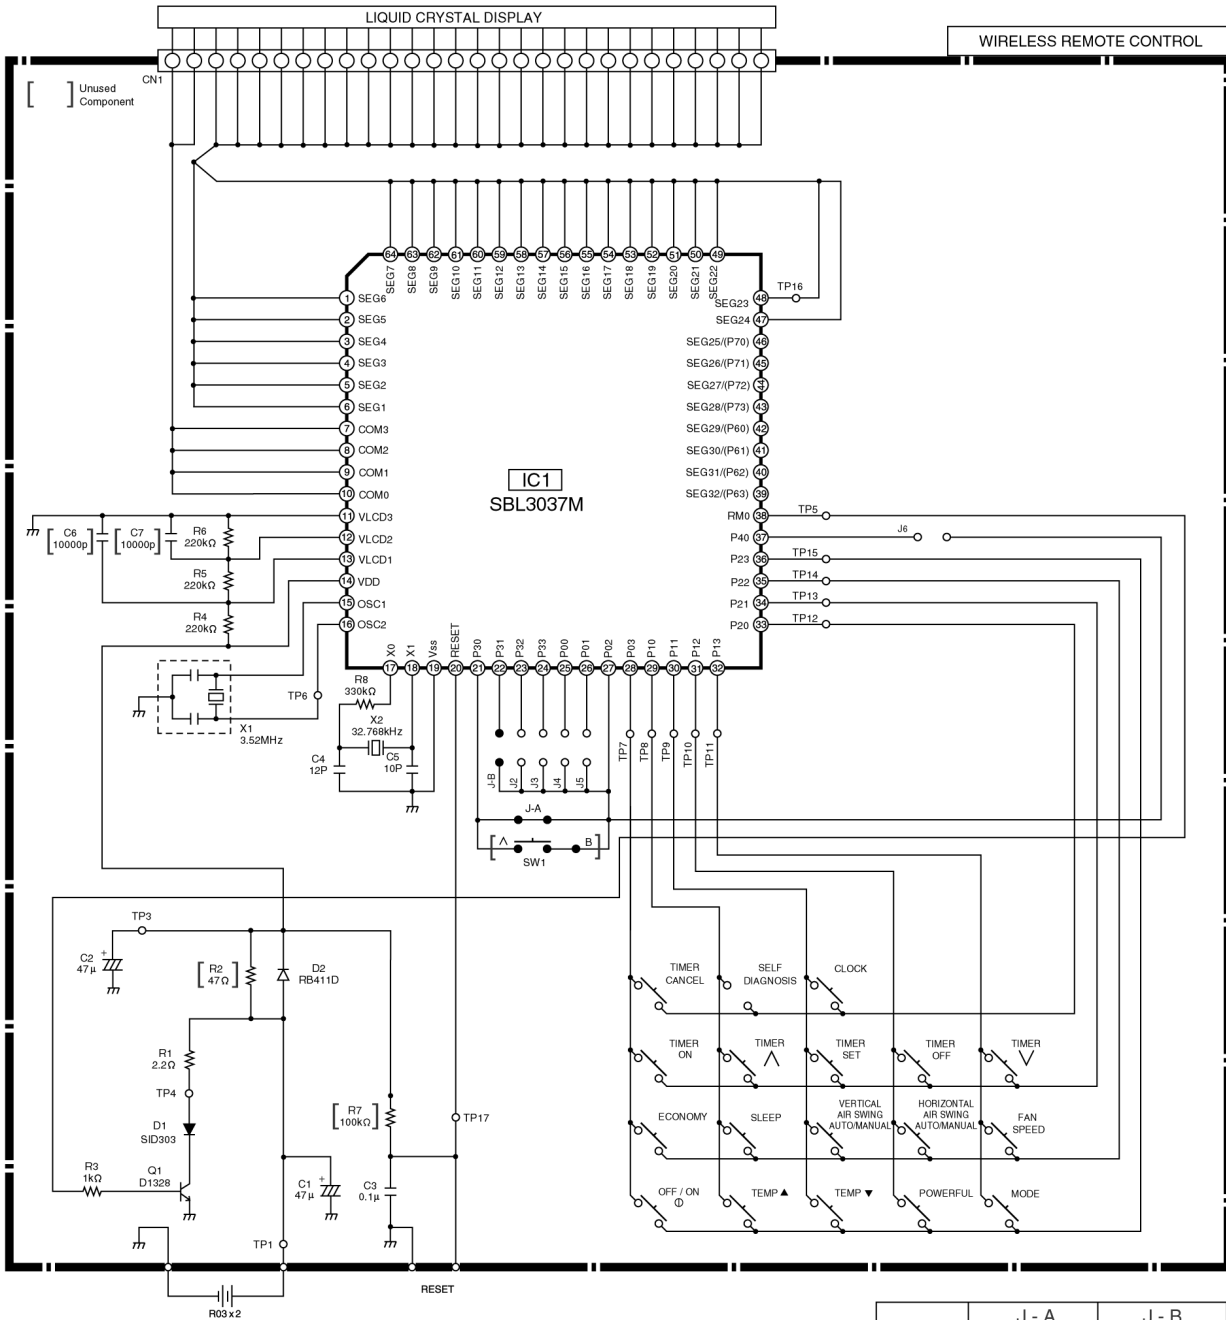 LIQUID CRYSTAL DISPLAY
WIRELESS REMOTE CONTROL
CN1
[ ] Unused
Component
64 63 62 61 60 59 58 57 56 55 54 53 52 51 50 49
SEG7 SEG8 SEG9 SEG10 SEG11 SEG12 SEG13 SEG14 SEG15 SEG16 SEG17 SEG18 SEG19 SEG20 SEG21 SEG22
1 SEG6
2 SEG5
3 SEG4
4 SEG3
5 SEG2
6 SEG1
7 COM3
8 COM2
9 COM1
10 COM0
11 VLCD3
12 VLCD2
13 VLCD1
14 VDD
15 OSC1
16 OSC2
IC1
SBL3037M
SEG23 48 TP16
SEG24 47
SEG25/(P70) 46
SEG26/(P71) 45
SEG27/(P72) 44
SEG28/(P73) 43
SEG29/(P60) 42
SEG30/(P61) 41
SEG31/(P62) 40
SEG32/(P63) 39
RM0 38 TP5
P40 37 J6
P23 36 TP15
P22 35 TP14
P21 34 TP13
P20 33 TP12
X0 X1 Vss RESET P30 P31 P32 P33 P00 P01 P02 P03 P10 P11 P12 P13
17 18 19 20 21 22 23 24 25 26 27 28 29 30 31 32
[C6
10000p]
[C7
10000p]
R6
220kΩ
R5
220kΩ
R4
220kΩ
X1
3.52MHz
TP6
R8
330kΩ
X2
32.768kHz
C4
12P
C5
10P
J-B J2 J3 J4 J5
J-A
[ Λ B ]
SW1
TP7 TP8 TP9 TP10 TP11
TP3
C2
47μ
+
[R2
47Ω]
D2
RB411D
R1
2.2Ω
TP4
D1
SID303
R3
1kΩ
Q1
D1328
C1
47μ
+
[R7
100kΩ]
C3
0.1μ
TP17
TP1
RESET
R03x2
TIMER
CANCEL
SELF
DIAGNOSIS
CLOCK
TIMER
ON
TIMER
Λ
TIMER
SET
TIMER
OFF
TIMER
V
ECONOMY
SLEEP
VERTICAL
AIR SWING
AUTO/MANUAL
HORIZONTAL
AIR SWING
AUTO/MANUAL
FAN
SPEED
OFF / ON
⏼
TEMP ▲
TEMP ▼
POWERFUL
MODE
J - A J - B